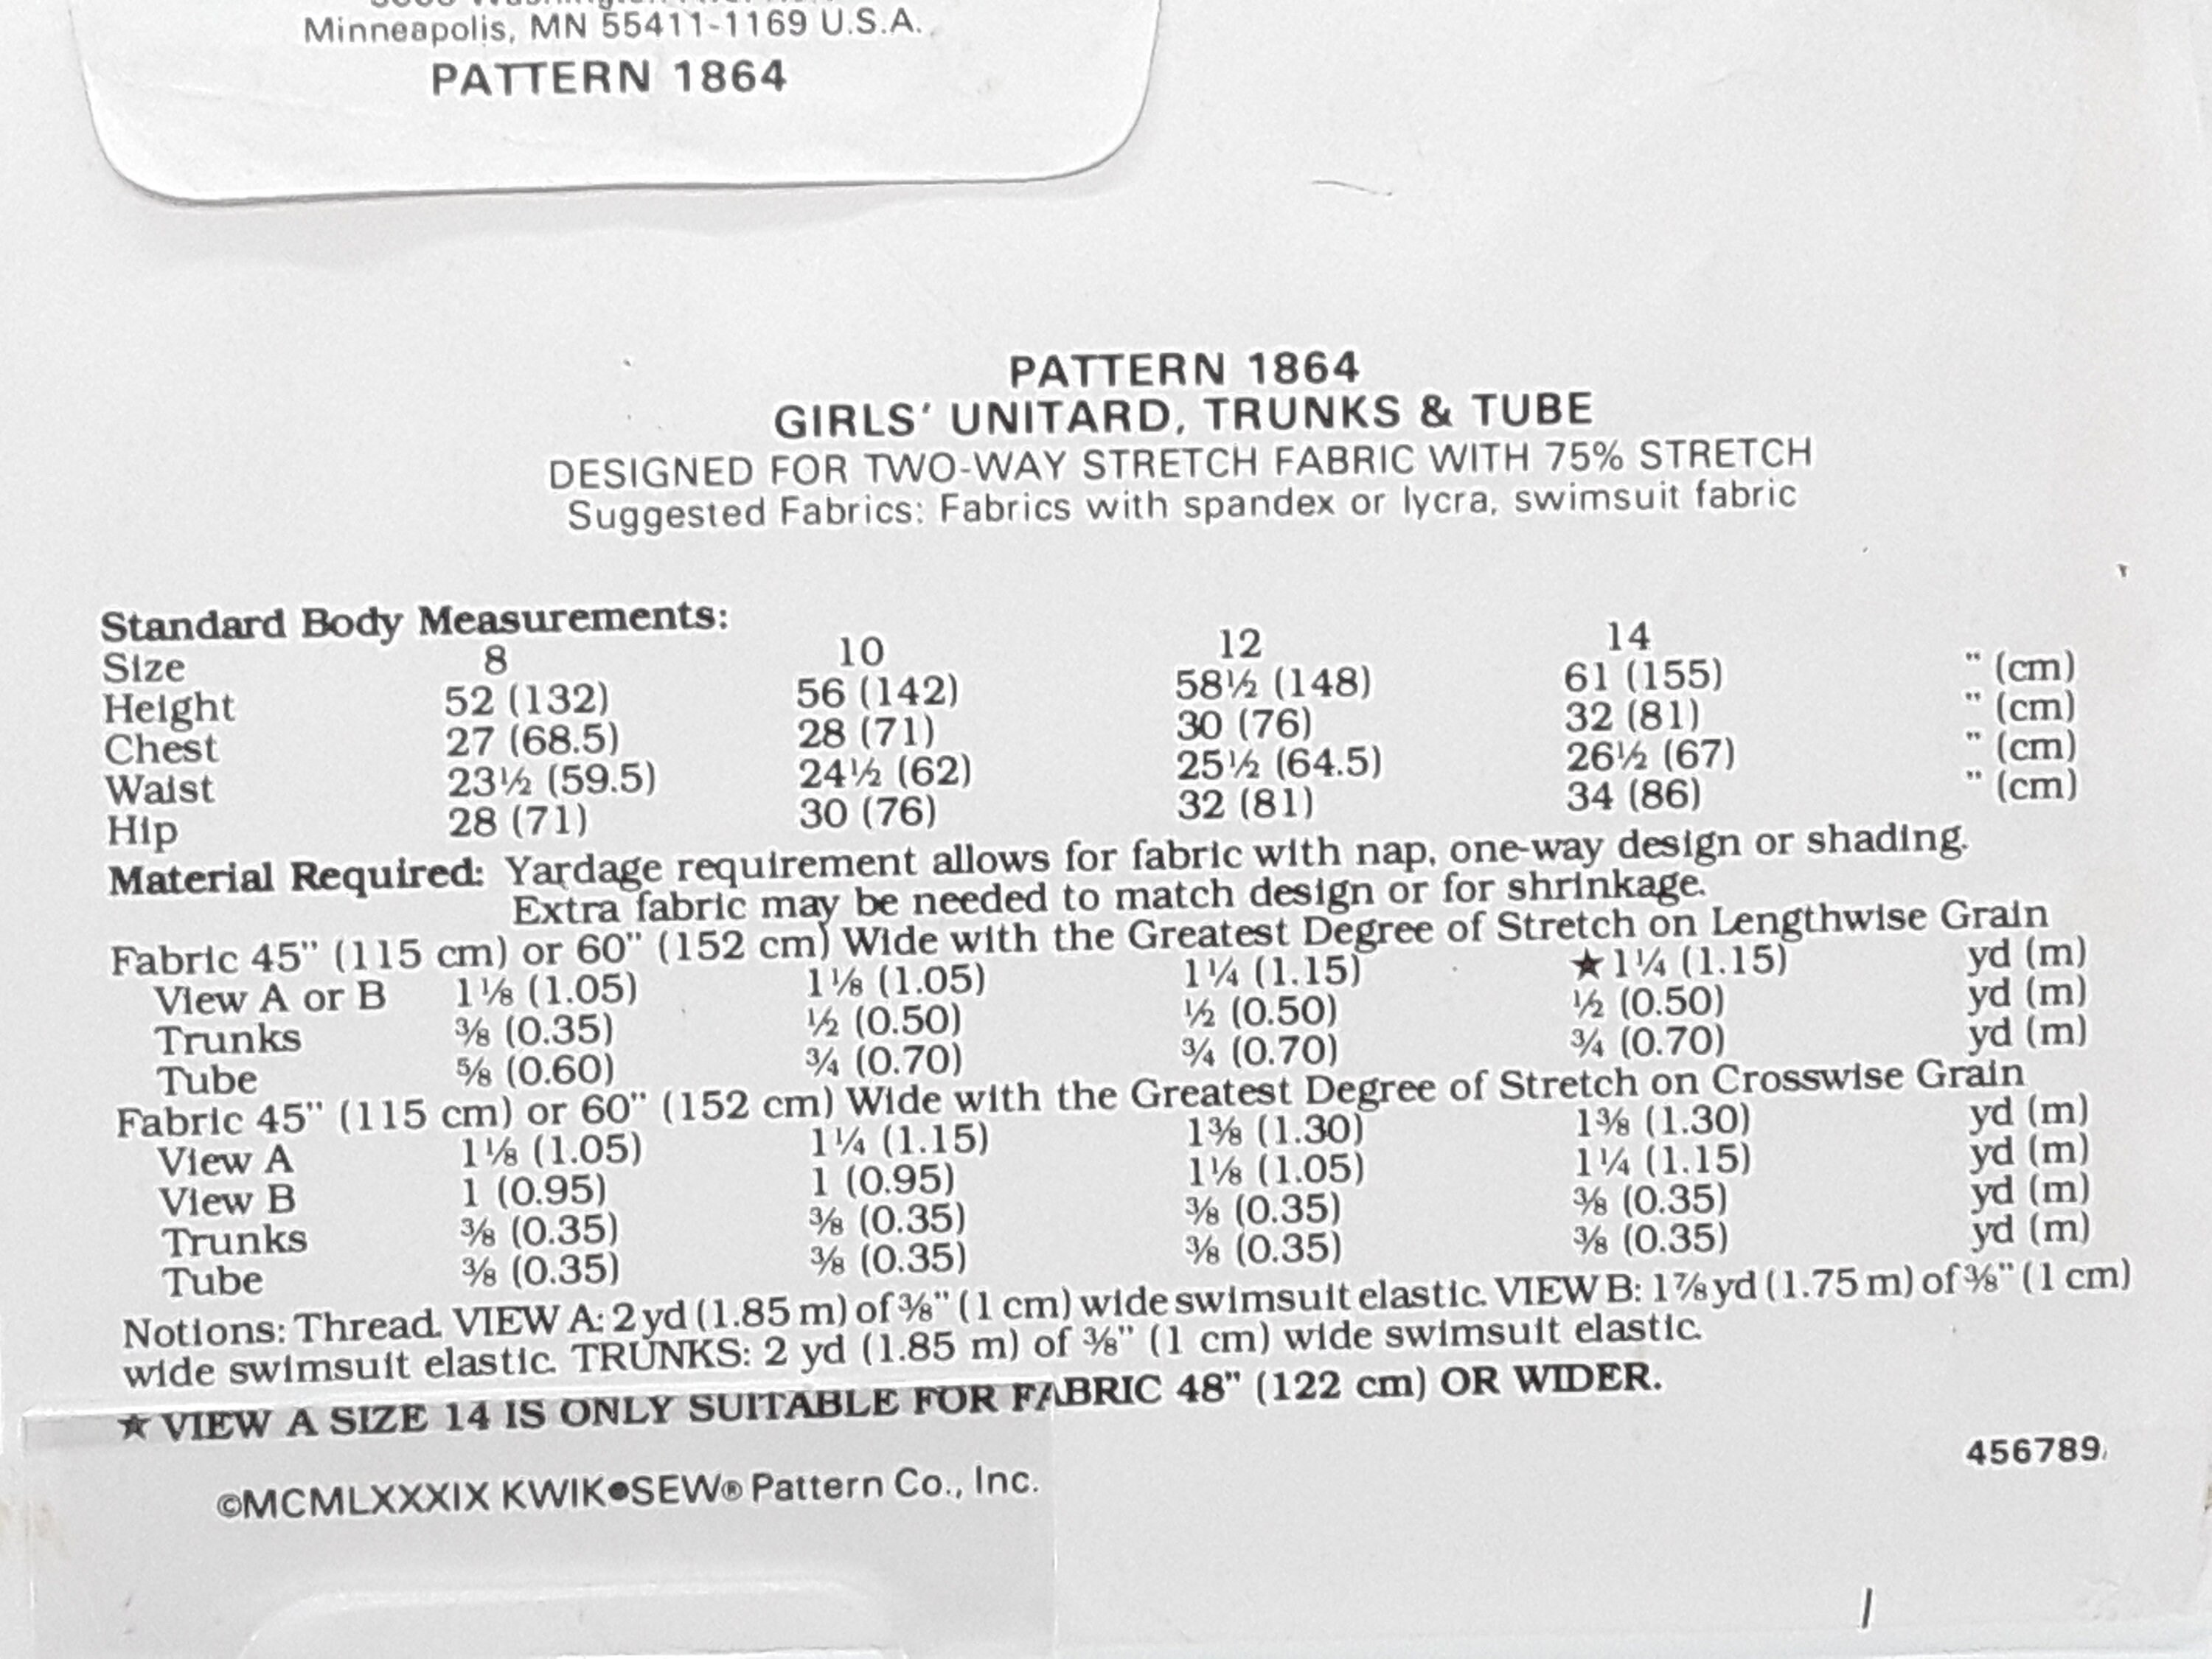 Minneapolis, MN 55411-1169 U.S.A.
PATTERN 1864
PATTERN 1864
GIRLS' UNITARD, TRUNKS & TUBE
DESIGNED FOR TWO-WAY STRETCH FABRIC WITH 75% STRETCH
Suggested Fabrics: Fabrics with spandex or lycra, swimsuit fabric
Standard Body Measurements:
Size 8 10 12 14
Height 52 (132) 56 (142) 58½ (148) 61 (155) " (cm)
Chest 27 (68.5) 28 (71) 30 (76) 32 (81) " (cm)
Waist 23½ (59.5) 24½ (62) 25½ (64.5) 26½ (67) " (cm)
Hip 28 (71) 30 (76) 32 (81) 34 (86) " (cm)
Material Required: Yardage requirement allows for fabric with nap, one-way design or shading.
Extra fabric may be needed to match design or for shrinkage.
Fabric 45" (115 cm) or 60" (152 cm) Wide with the Greatest Degree of Stretch on Lengthwise Grain
View A or B 1⅛ (1.05) 1⅛ (1.05) 1¼ (1.15) ★1¼ (1.15) yd (m)
Trunks ⅜ (0.35) ½ (0.50) ½ (0.50) ½ (0.50) yd (m)
Tube ⅝ (0.60) ¾ (0.70) ¾ (0.70) ¾ (0.70) yd (m)
Fabric 45" (115 cm) or 60" (152 cm) Wide with the Greatest Degree of Stretch on Crosswise Grain
View A 1⅛ (1.05) 1¼ (1.15) 1⅜ (1.30) 1⅜ (1.30) yd (m)
View B 1 (0.95) 1 (0.95) 1⅛ (1.05) 1¼ (1.15) yd (m)
Trunks ⅜ (0.35) ⅜ (0.35) ⅜ (0.35) ⅜ (0.35) yd (m)
Tube ⅜ (0.35) ⅜ (0.35) ⅜ (0.35) ⅜ (0.35) yd (m)
Notions: Thread. VIEW A: 2 yd (1.85 m) of ⅜" (1 cm) wide swimsuit elastic. VIEW B: 1⅞ yd (1.75 m) of ⅜" (1 cm)
wide swimsuit elastic. TRUNKS: 2 yd (1.85 m) of ⅜" (1 cm) wide swimsuit elastic.
★ VIEW A SIZE 14 IS ONLY SUITABLE FOR FABRIC 48" (122 cm) OR WIDER.
456789
©MCMLXXXIX KWIK●SEW® Pattern Co., Inc.